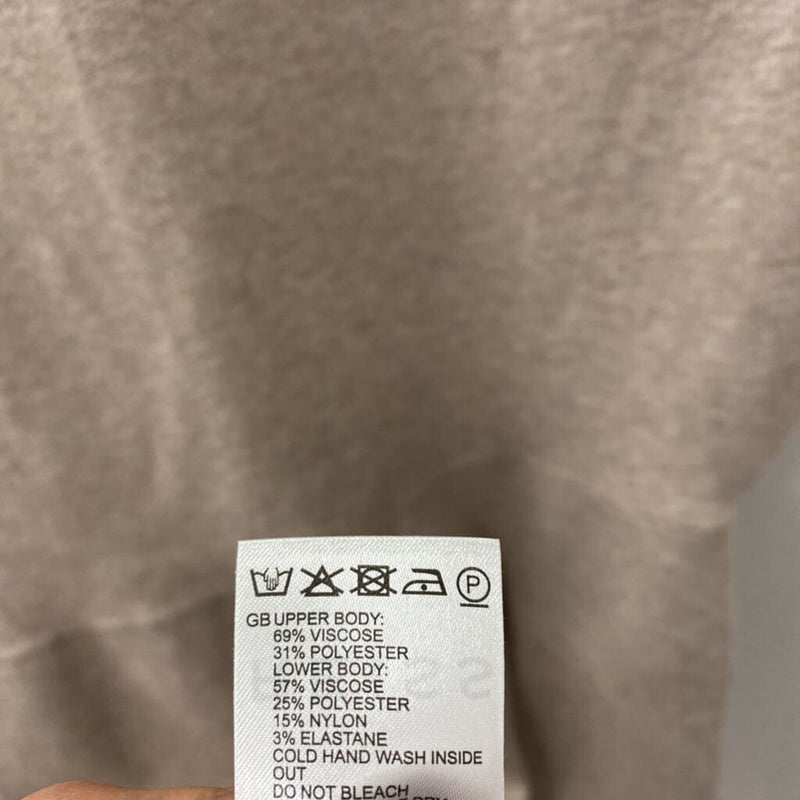 P
GB UPPER BODY:
69% VISCOSE
31% POLYESTER
LOWER BODY:
57% VISCOSE
25% POLYESTER
15% NYLON
3% ELASTANE
COLD HAND WASH INSIDE
OUT
DO NOT BLEACH